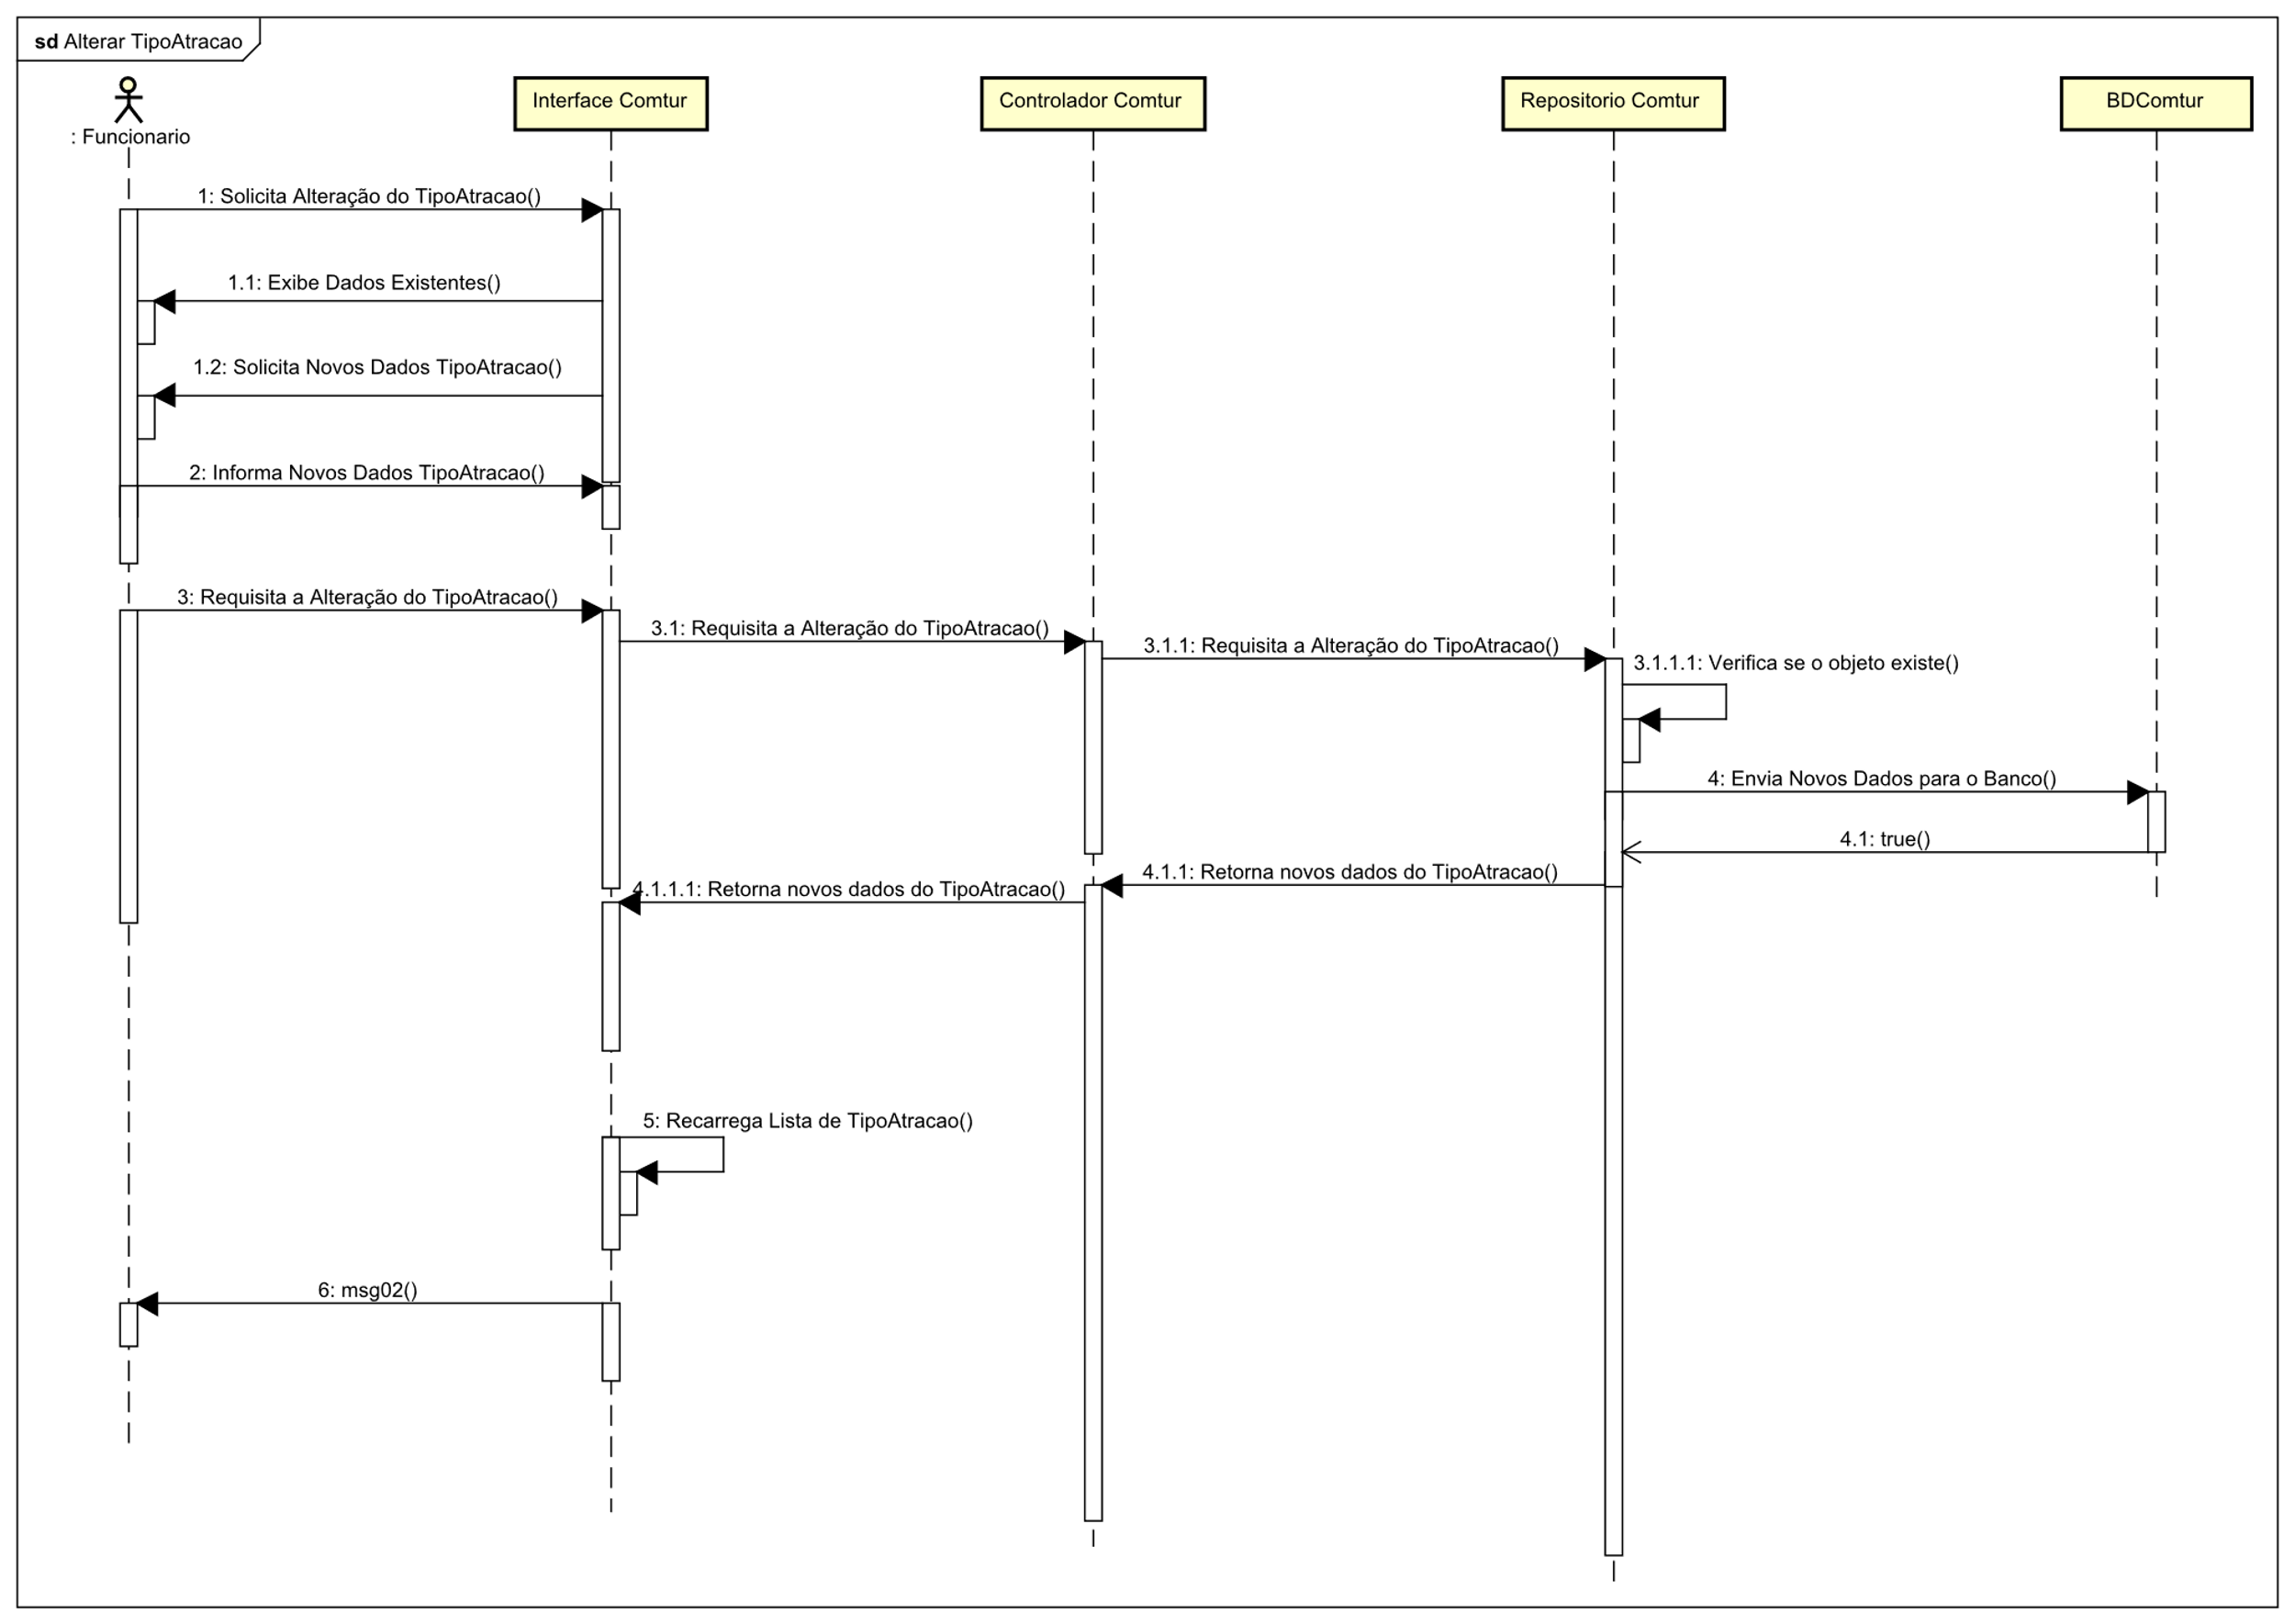 sd Alterar TipoAtracao
: Funcionario
Interface Comtur
Controlador Comtur
Repositorio Comtur
BDComtur
1: Solicita Alteração do TipoAtracao()
1.1: Exibe Dados Existentes()
1.2: Solicita Novos Dados TipoAtracao()
2: Informa Novos Dados TipoAtracao()
3: Requisita a Alteração do TipoAtracao()
3.1: Requisita a Alteração do TipoAtracao()
3.1.1: Requisita a Alteração do TipoAtracao()
3.1.1.1: Verifica se o objeto existe()
4: Envia Novos Dados para o Banco()
4.1: true()
4.1.1: Retorna novos dados do TipoAtracao()
4.1.1.1: Retorna novos dados do TipoAtracao()
5: Recarrega Lista de TipoAtracao()
6: msg02()